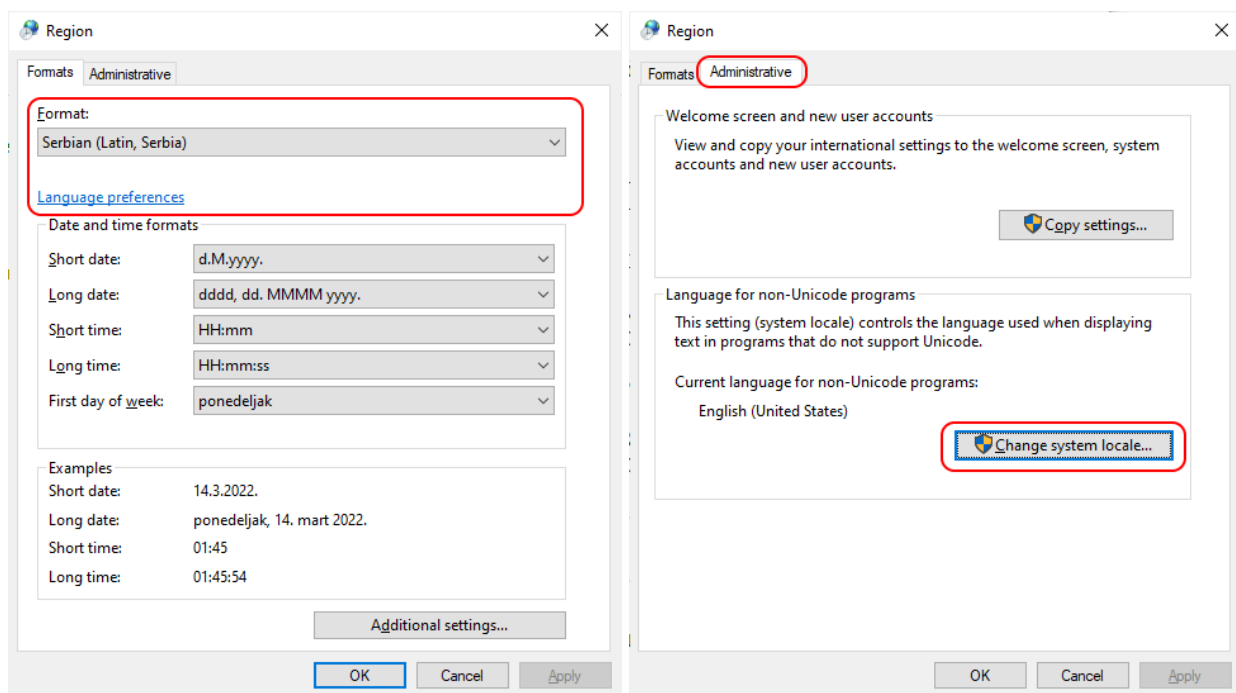 Region
Formats Administrative
Format:
Serbian (Latin, Serbia)
Language preferences
Date and time formats
Short date: d.M.yyyy.
Long date: dddd, dd. MMMM yyyy.
Short time: HH:mm
Long time: HH:mm:ss
First day of week: ponedeljak
Examples
Short date: 14.3.2022.
Long date: ponedeljak, 14. mart 2022.
Short time: 01:45
Long time: 01:45:54
Additional settings...
OK Cancel Apply
Region
Formats Administrative
Welcome screen and new user accounts
View and copy your international settings to the welcome screen, system
accounts and new user accounts.
Copy settings...
Language for non-Unicode programs
This setting (system locale) controls the language used when displaying
text in programs that do not support Unicode.
Current language for non-Unicode programs:
English (United States)
Change system locale...
OK Cancel Apply